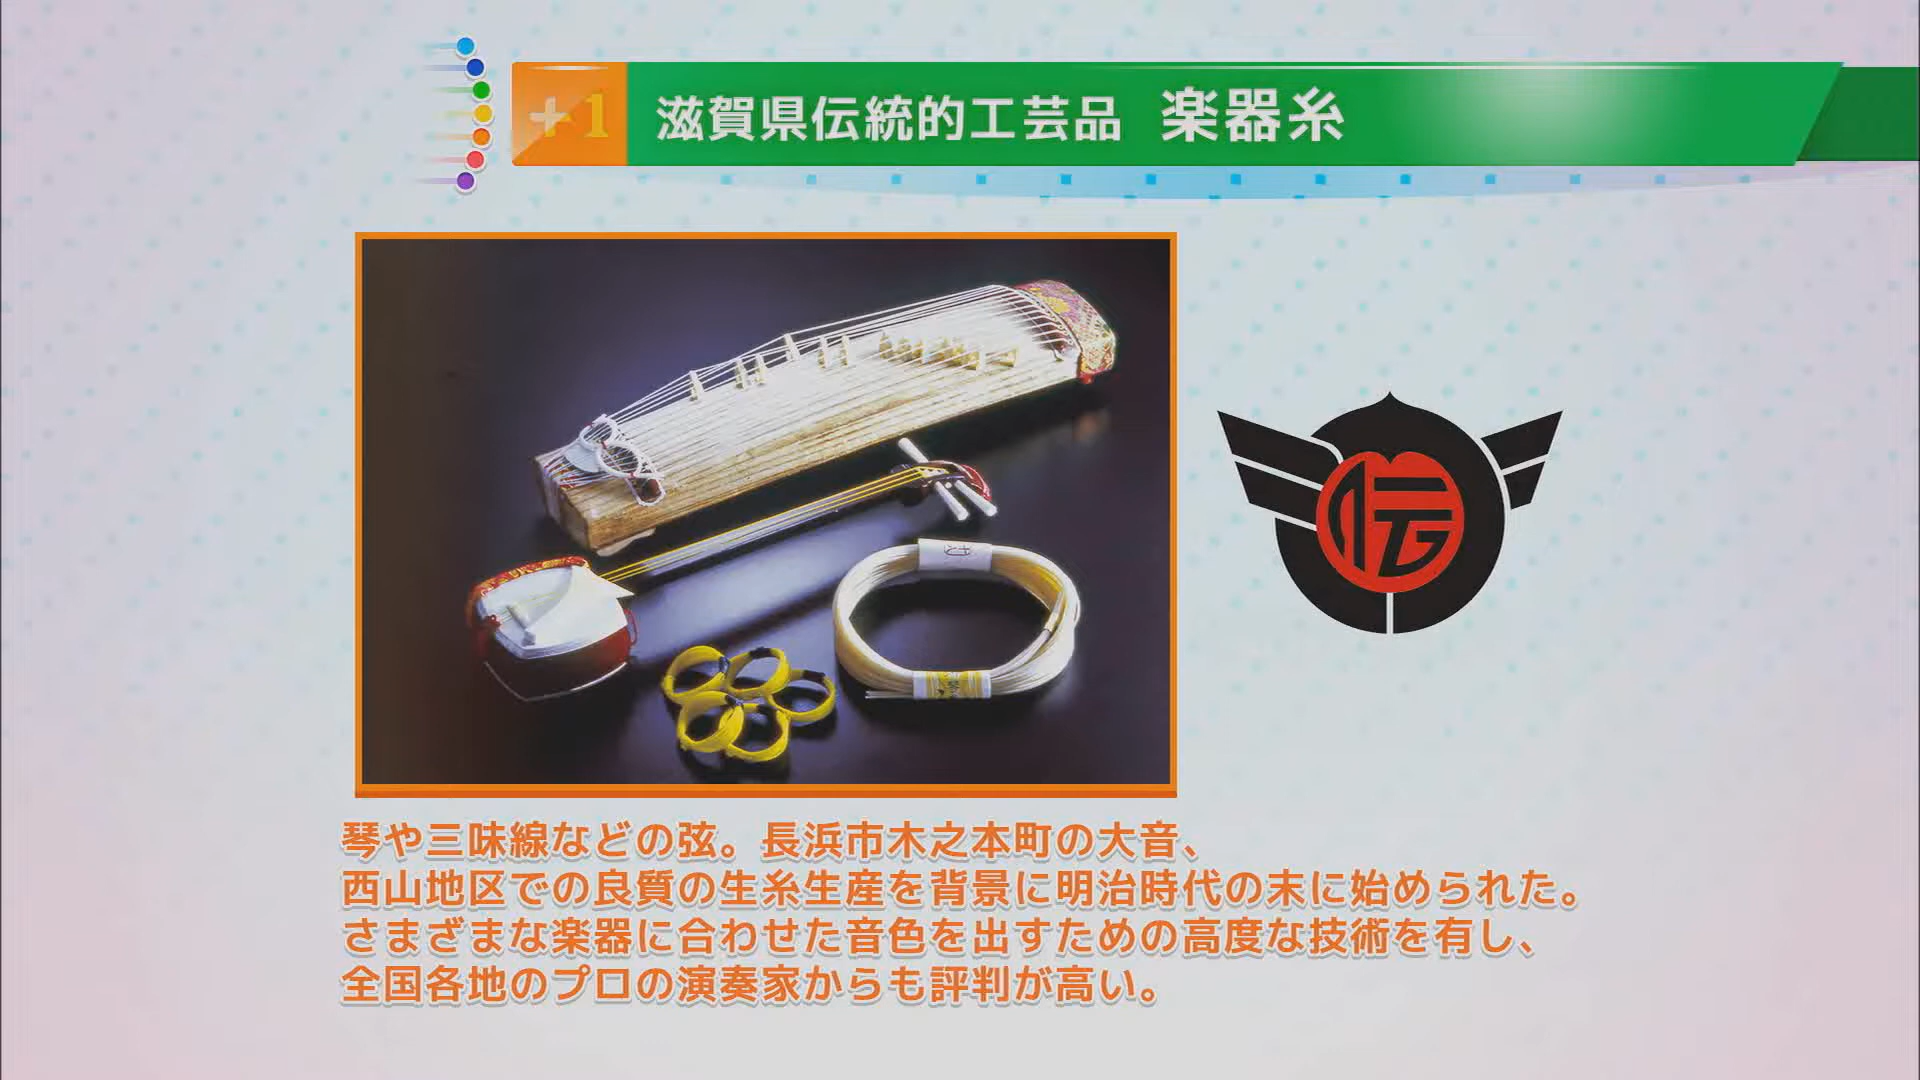 +1 滋賀県伝統的工芸品 楽器糸
伝
琴や三味線などの弦。長浜市木之本町の大音、
西山地区での良質の生糸生産を背景に明治時代の末に始められた。
さまざまな楽器に合わせた音色を出すための高度な技術を有し、
全国各地のプロの演奏家からも評判が高い。